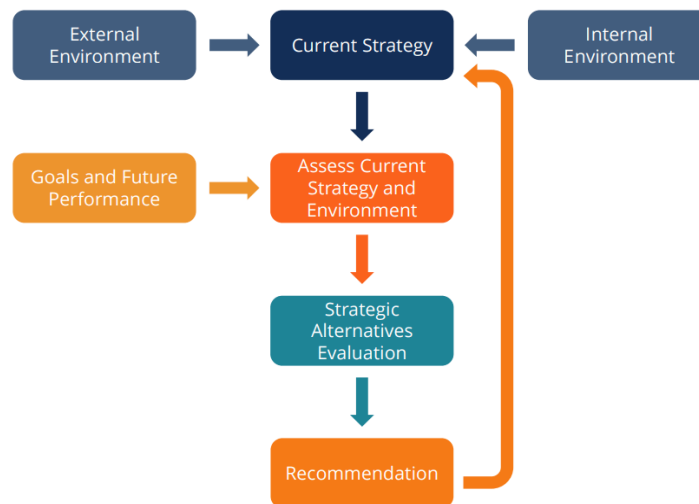 External
Environment
Current Strategy
Internal
Environment
Goals and Future
Performance
Assess Current
Strategy and
Environment
Strategic
Alternatives
Evaluation
Recommendation